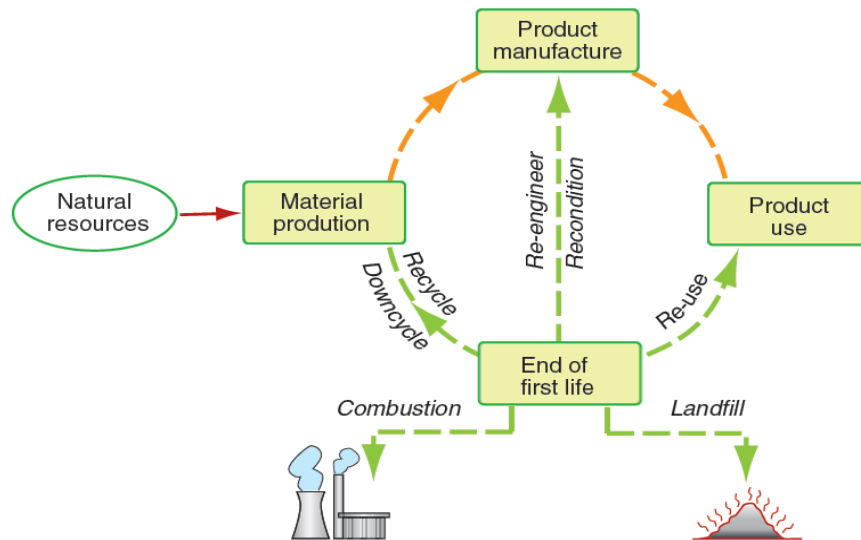 Product
manufacture
Natural
resources
Material
prodution
Re-engineer
Recondition
Product
use
Recycle
Downcycle
Re-use
End of
first life
Combustion
Landfill